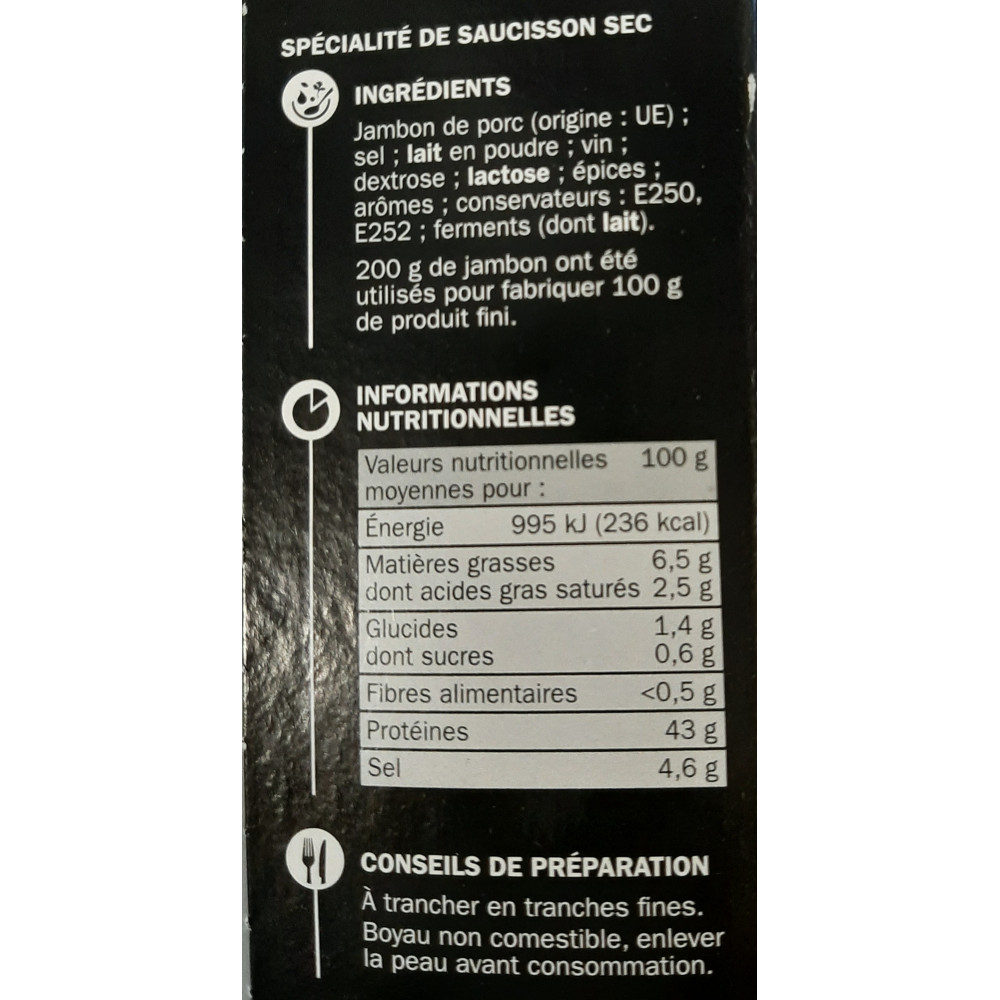 SPÉCIALITÉ DE SAUCISSON SEC
INGRÉDIENTS
Jambon de porc (origine : UE) ;
sel ; lait en poudre ; vin ;
dextrose ; lactose ; épices ;
arômes ; conservateurs : E250,
E252 ; ferments (dont lait).
200 g de jambon ont été
utilisés pour fabriquer 100 g
de produit fini.
INFORMATIONS
NUTRITIONNELLES
Valeurs nutritionnelles 100 g
moyennes pour :
Énergie 995 kJ (236 kcal)
Matières grasses 6,5 g
dont acides gras saturés 2,5 g
Glucides 1,4 g
dont sucres 0,6 g
Fibres alimentaires <0,5 g
Protéines 43 g
Sel 4,6 g
CONSEILS DE PRÉPARATION
À trancher en tranches fines.
Boyau non comestible, enlever
la peau avant consommation.